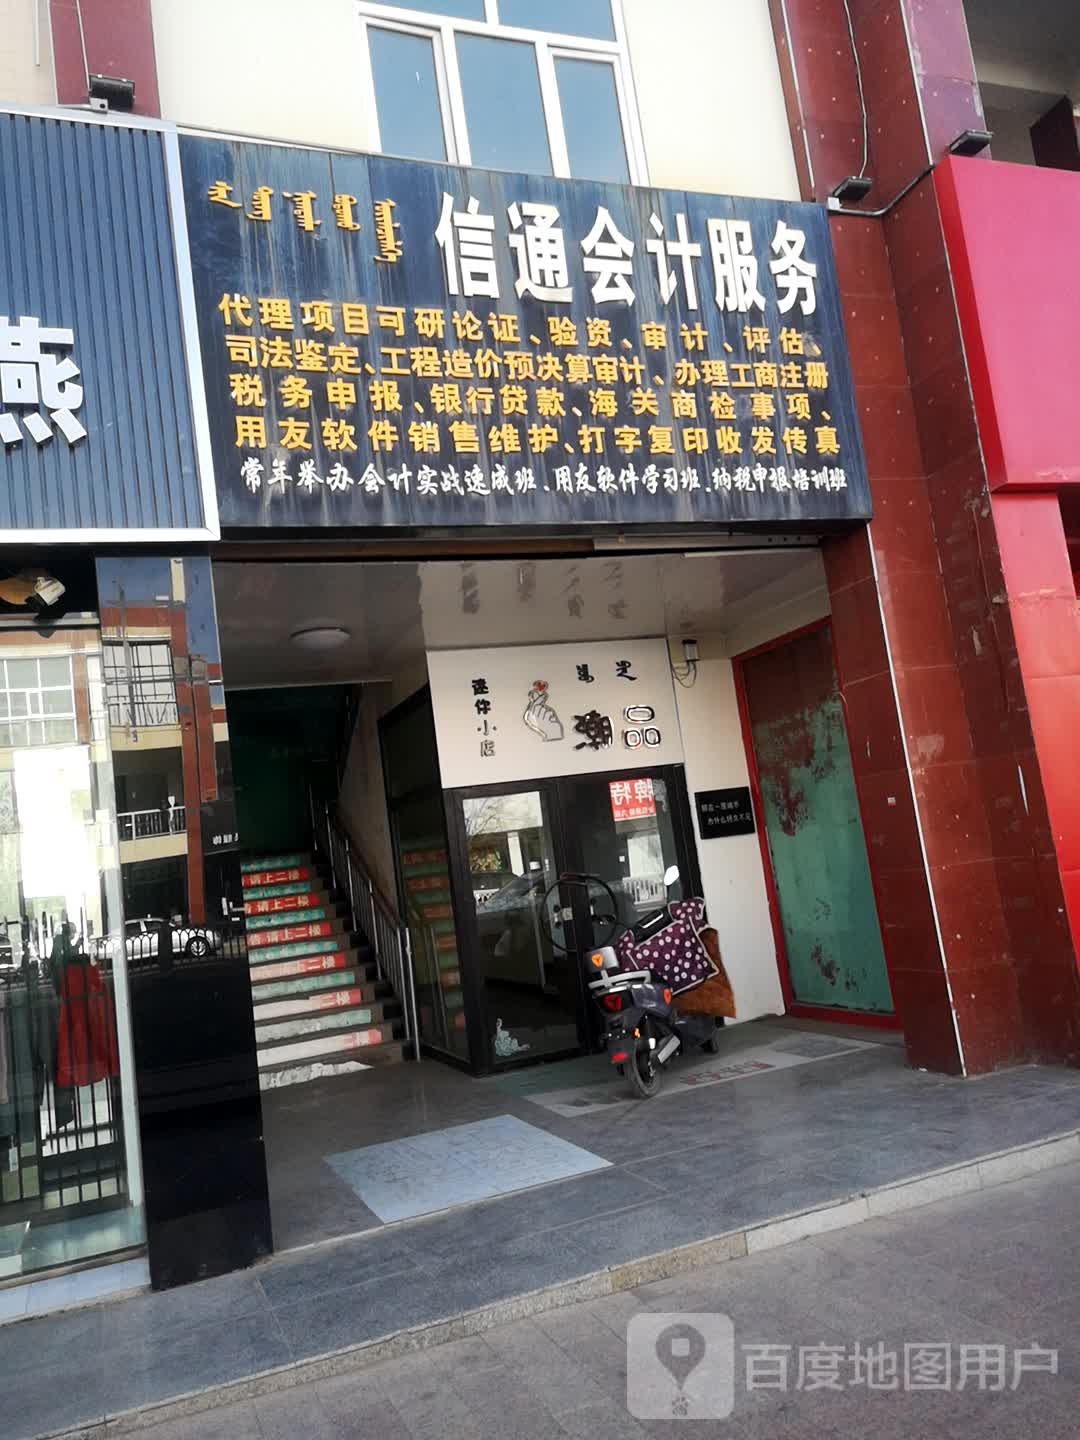 信通会计服务
代理项目可研论证、验资、审计、评估、
司法鉴定、工程造价预决算审计、办理工商注册
税务申报、银行贷款、海关商检事项、
用友软件销售维护、打字复印收发传真
常年举办会计实战速成班、用友软件学习班、纳税申报培训班
燕
迷你小店
潮品
牌特
请上二楼
请上二楼
请上二楼
上二楼
百度地图用户